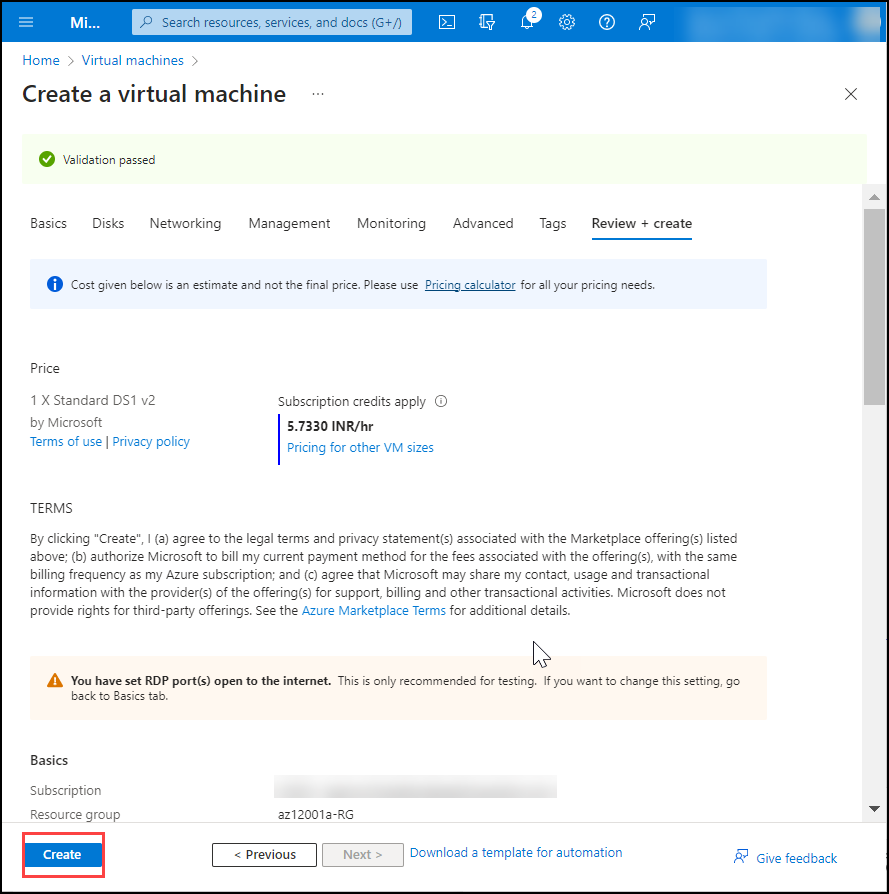 Mi...
Search resources, services, and docs (G+/)
2
Home > Virtual machines >
Create a virtual machine ...
Validation passed
Basics Disks Networking Management Monitoring Advanced Tags Review + create
Cost given below is an estimate and not the final price. Please use Pricing calculator for all your pricing needs.
Price
1 X Standard DS1 v2
by Microsoft
Terms of use | Privacy policy
Subscription credits apply
5.7330 INR/hr
Pricing for other VM sizes
TERMS
By clicking "Create", I (a) agree to the legal terms and privacy statement(s) associated with the Marketplace offering(s) listed
above; (b) authorize Microsoft to bill my current payment method for the fees associated with the offering(s), with the same
billing frequency as my Azure subscription; and (c) agree that Microsoft may share my contact, usage and transactional
information with the provider(s) of the offering(s) for support, billing and other transactional activities. Microsoft does not
provide rights for third-party offerings. See the Azure Marketplace Terms for additional details.
You have set RDP port(s) open to the internet. This is only recommended for testing. If you want to change this setting, go
back to Basics tab.
Basics
Subscription
Resource group az12001a-RG
Create
< Previous
Next >
Download a template for automation
Give feedback